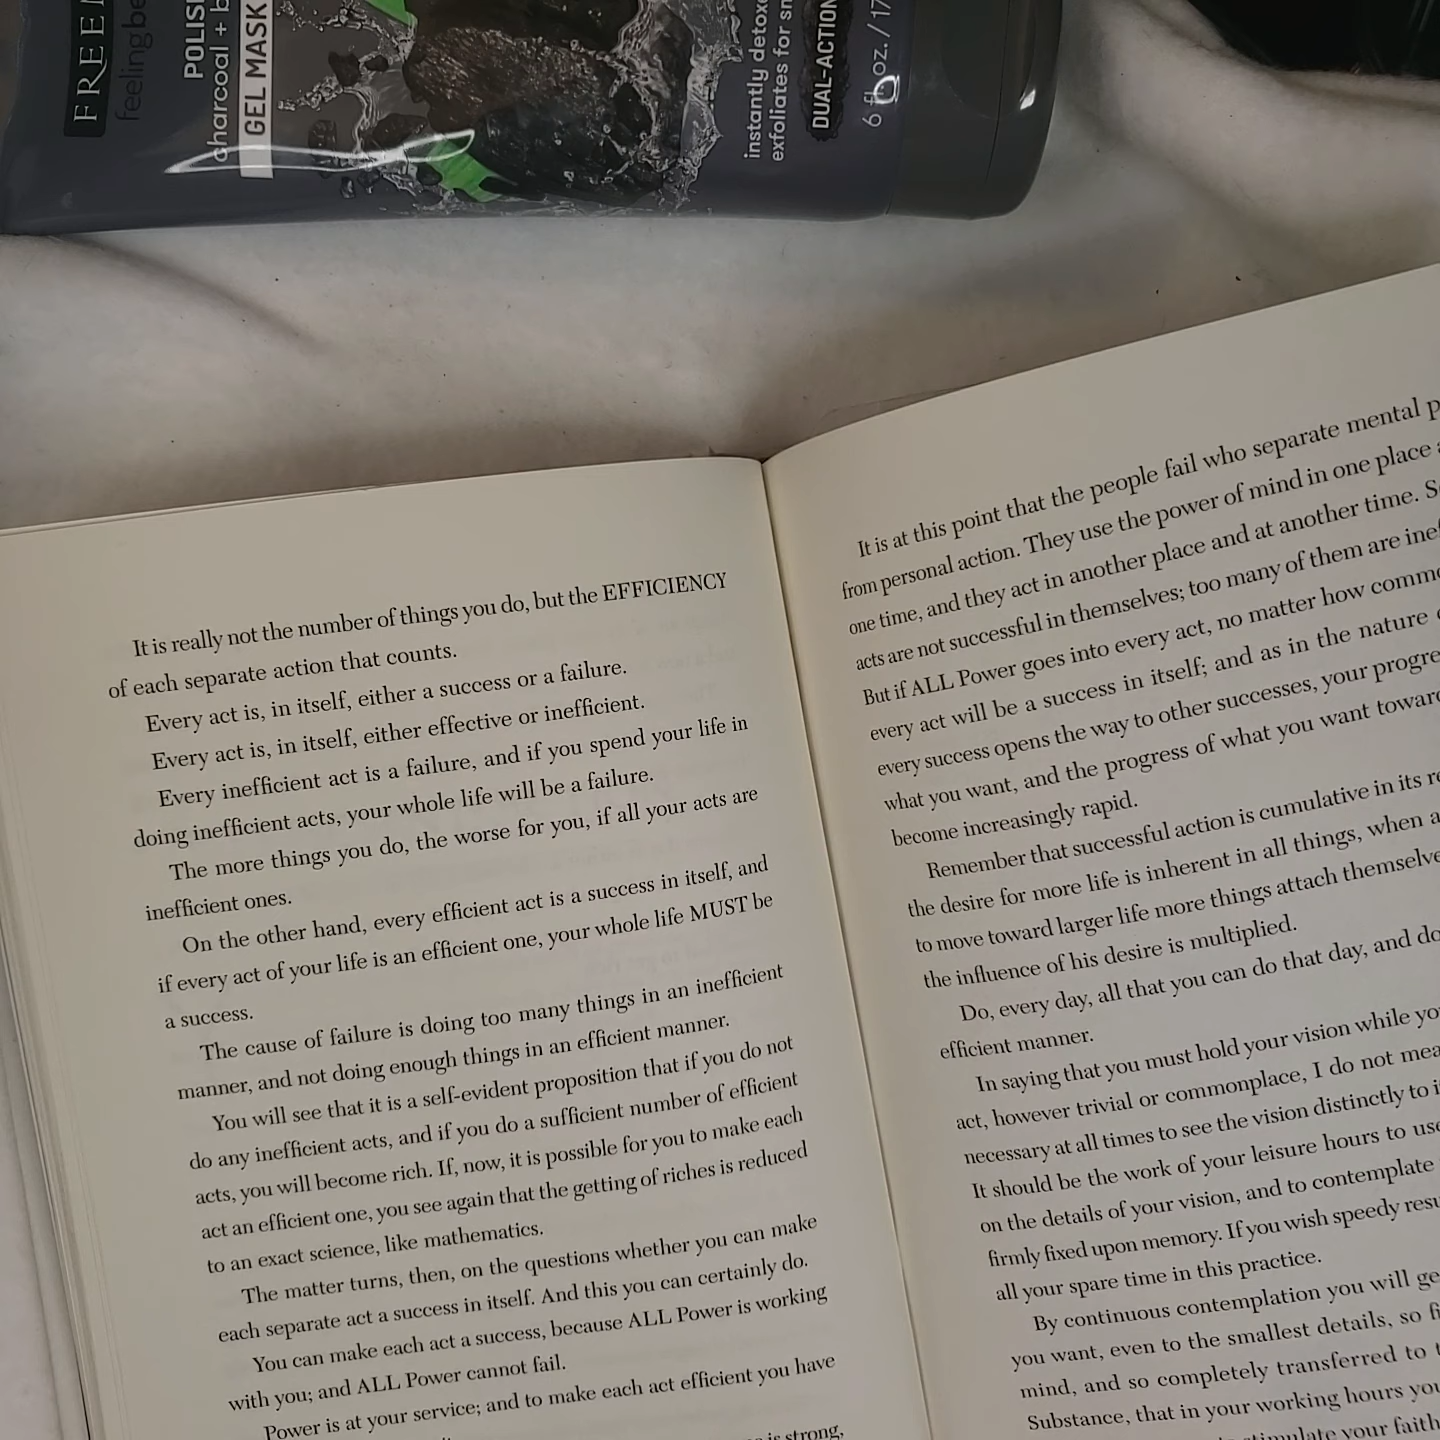 FREEM
feelingbe
POLIS
charcoal + b
GEL MASK
instantly detox
exfoliates for sm
DUAL-ACTION
6 fl. oz. / 17
It is really not the number of things you do, but the EFFICIENCY
of each separate action that counts.
Every act is, in itself, either a success or a failure.
Every act is, in itself, either effective or inefficient.
Every inefficient act is a failure, and if you spend your life in
doing inefficient acts, your whole life will be a failure.
The more things you do, the worse for you, if all your acts are
inefficient ones.
On the other hand, every efficient act is a success in itself, and
if every act of your life is an efficient one, your whole life MUST be
a success.
The cause of failure is doing too many things in an inefficient
manner, and not doing enough things in an efficient manner.
You will see that it is a self-evident proposition that if you do not
do any inefficient acts, and if you do a sufficient number of efficient
acts, you will become rich. If, now, it is possible for you to make each
act an efficient one, you see again that the getting of riches is reduced
to an exact science, like mathematics.
The matter turns, then, on the questions whether you can make
each separate act a success in itself. And this you can certainly do.
You can make each act a success, because ALL Power is working
with you; and ALL Power cannot fail.
Power is at your service; and to make each act efficient you have
is strong,
It is at this point that the people fail who separate mental p
from personal action. They use the power of mind in one place
one time, and they act in another place and at another time. S
acts are not successful in themselves; too many of them are inef
But if ALL Power goes into every act, no matter how commo
every act will be a success in itself; and as in the nature
every success opens the way to other successes, your progre
what you want, and the progress of what you want toward
become increasingly rapid.
Remember that successful action is cumulative in its re
the desire for more life is inherent in all things, when a
to move toward larger life more things attach themselve
the influence of his desire is multiplied.
Do, every day, all that you can do that day, and do
efficient manner.
In saying that you must hold your vision while yo
act, however trivial or commonplace, I do not mea
necessary at all times to see the vision distinctly to i
It should be the work of your leisure hours to use
on the details of your vision, and to contemplate
firmly fixed upon memory. If you wish speedy resu
all your spare time in this practice.
By continuous contemplation you will ge
you want, even to the smallest details, so fi
mind, and so completely transferred to t
Substance, that in your working hours yo
stimulate your faith